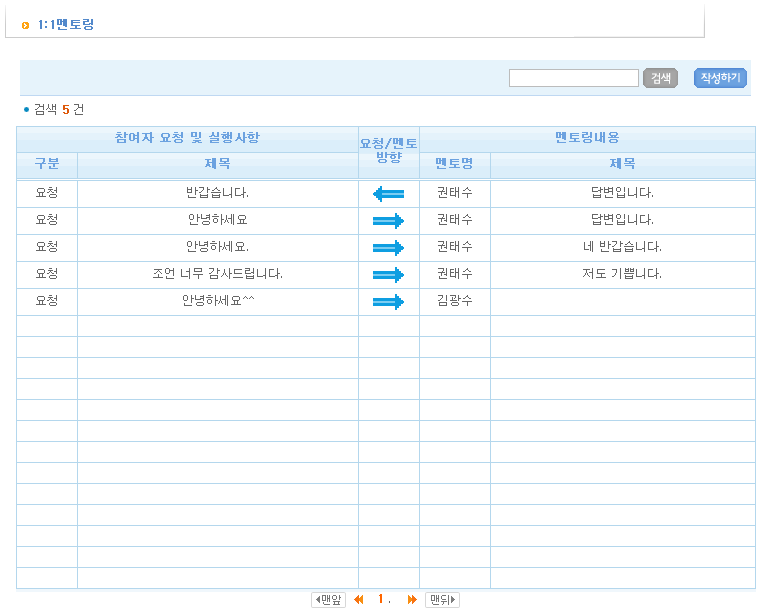 1:1멘토링
검색 작성하기
검색 5 건
참여자 요청 및 실행사항 요청/멘토 방향 멘토링내용
구분 제목 멘토명 제목
요청 반갑습니다. 권태수 답변입니다.
요청 안녕하세요 권태수 답변입니다.
요청 안녕하세요. 권태수 네 반갑습니다.
요청 조언 너무 감사드립니다. 권태수 저도 기쁩니다.
요청 안녕하세요^^ 김광수
맨앞 1 . 맨뒤